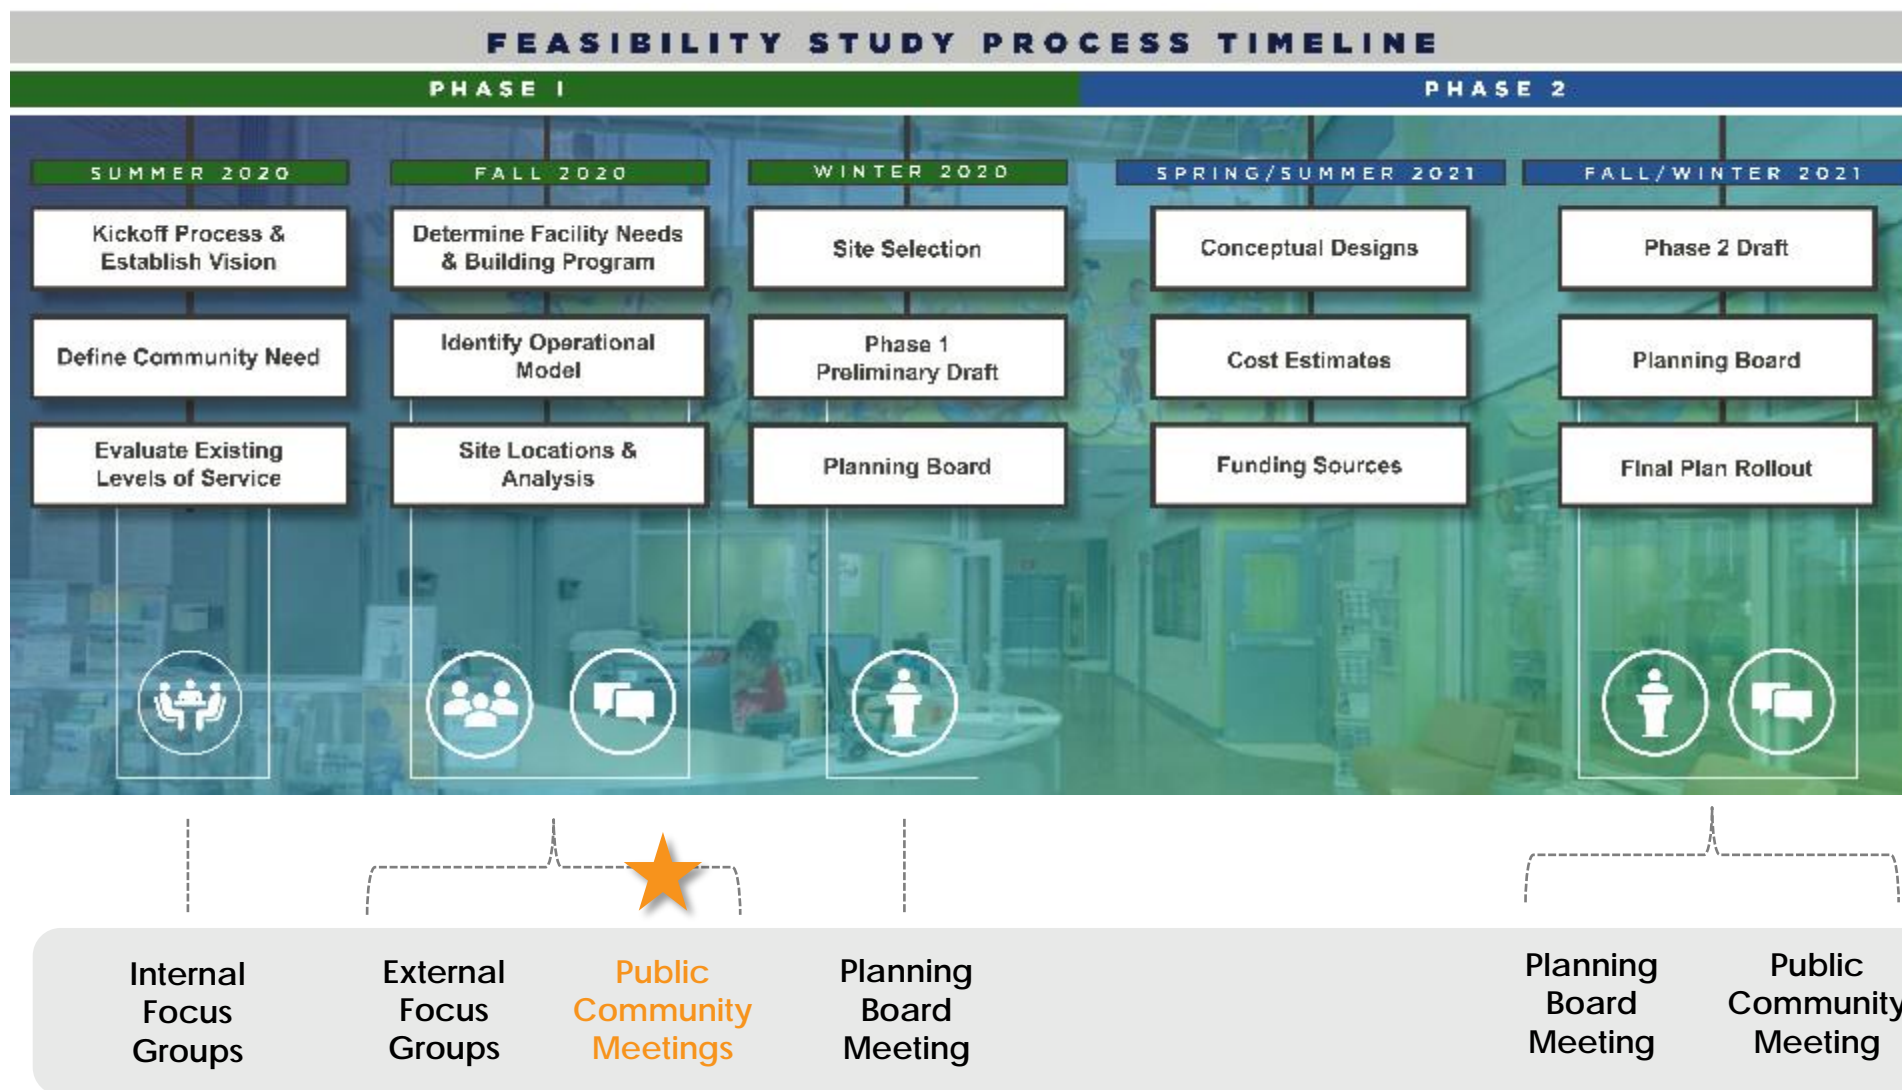 FEASIBILITY STUDY PROCESS TIMELINE
PHASE I
PHASE 2
SUMMER 2020
Kickoff Process &
Establish Vision
Define Community Need
Evaluate Existing
Levels of Service
FALL 2020
Determine Facility Needs
& Building Program
Identify Operational
Model
Site Locations &
Analysis
WINTER 2020
Site Selection
Phase 1
Preliminary Draft
Planning Board
SPRING/SUMMER 2021
Conceptual Designs
Cost Estimates
Funding Sources
FALL/WINTER 2021
Phase 2 Draft
Planning Board
Final Plan Rollout
Internal
Focus
Groups
External
Focus
Groups
Public
Community
Meetings
Planning
Board
Meeting
Planning
Board
Meeting
Public
Community
Meeting